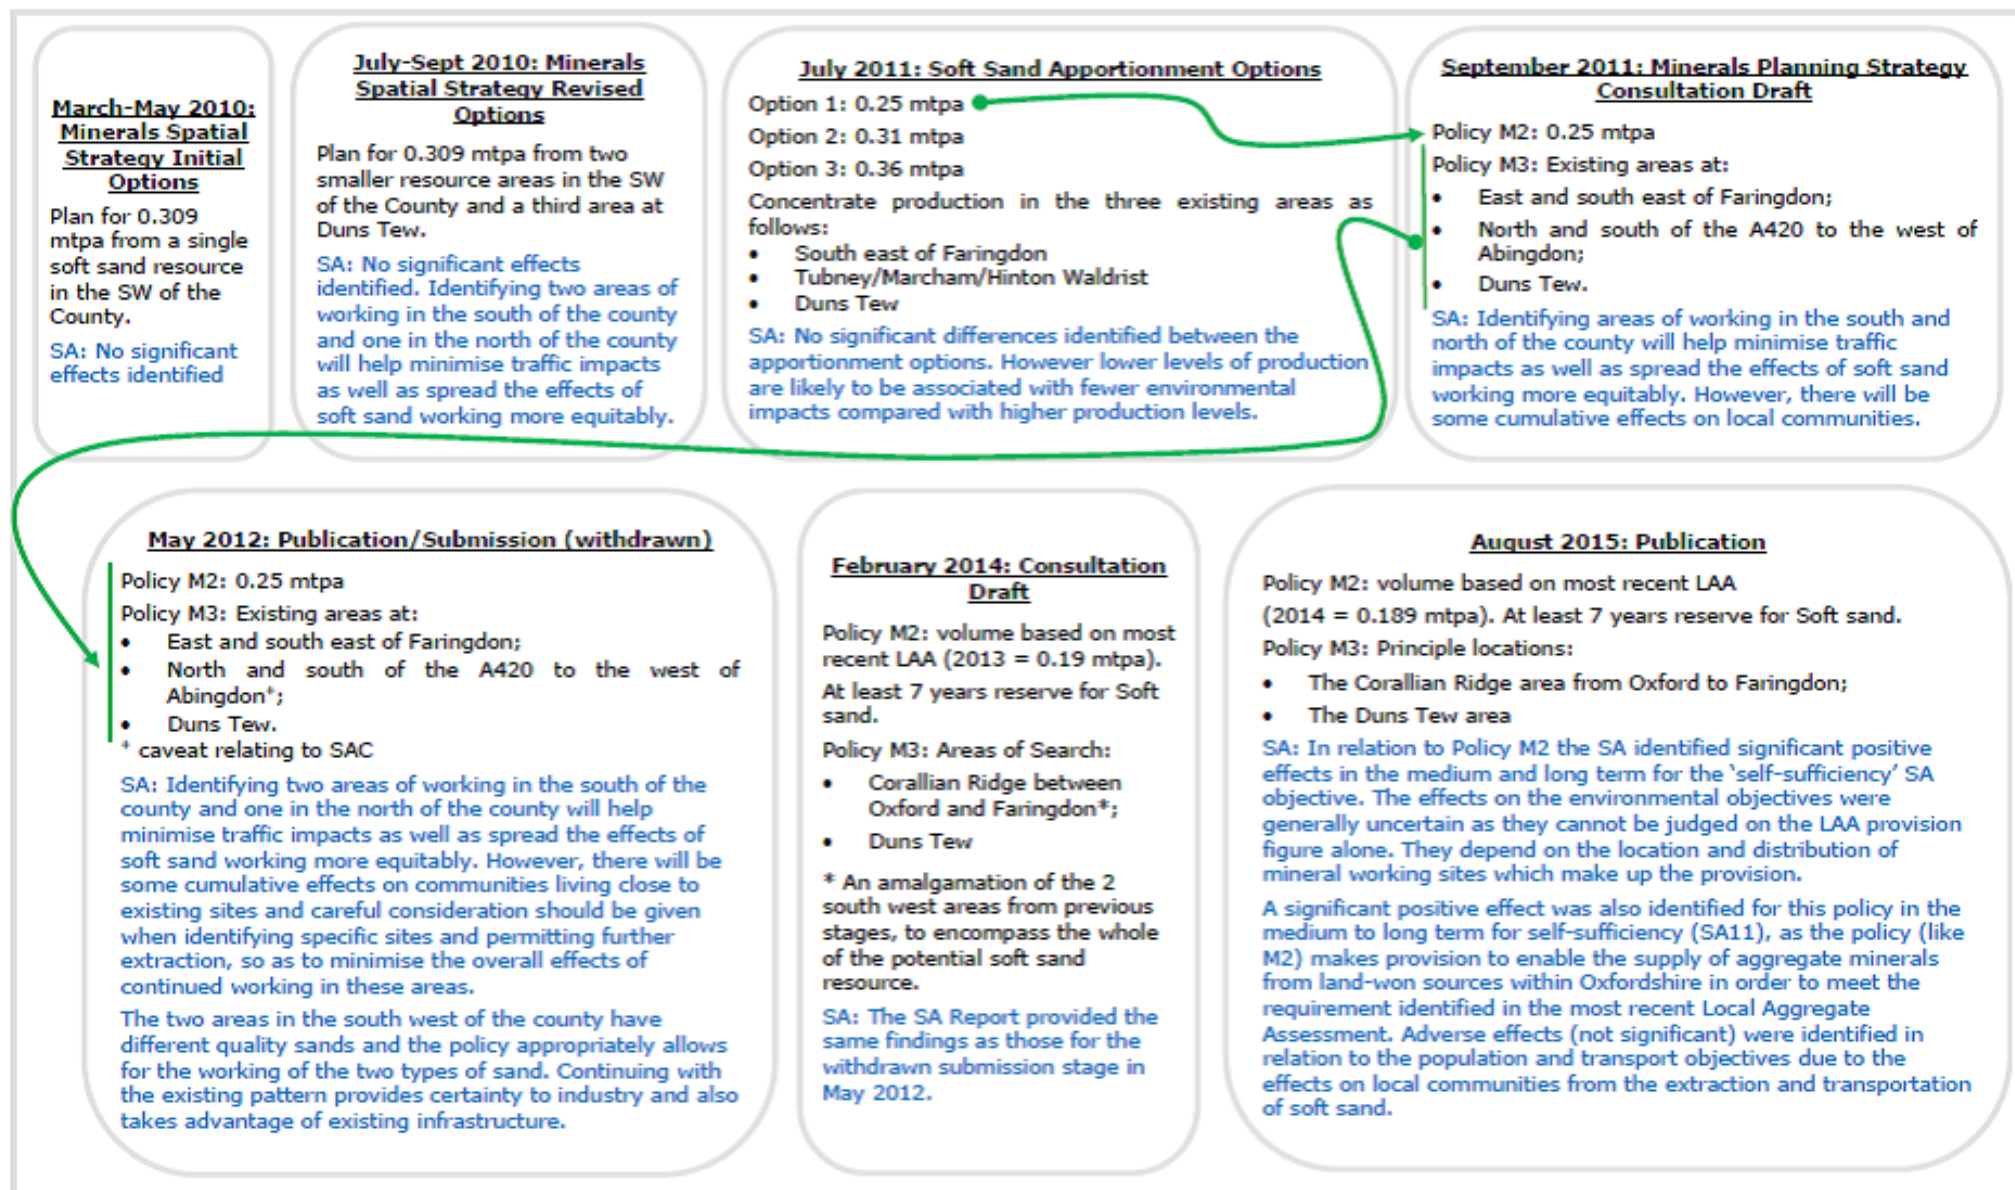 March-May 2010:
Minerals Spatial
Strategy Initial
Options
Plan for 0.309
mtpa from a single
soft sand resource
in the SW of the
County.
SA: No significant
effects identified
July-Sept 2010: Minerals
Spatial Strategy Revised
Options
Plan for 0.309 mtpa from two
smaller resource areas in the SW
of the County and a third area at
Duns Tew.
SA: No significant effects
identified. Identifying two areas of
working in the south of the county
and one in the north of the county
will help minimise traffic impacts
as well as spread the effects of
soft sand working more equitably.
July 2011: Soft Sand Apportionment Options
Option 1: 0.25 mtpa
Option 2: 0.31 mtpa
Option 3: 0.36 mtpa
Concentrate production in the three existing areas as
follows:
• South east of Faringdon
• Tubney/Marcham/Hinton Waldrist
• Duns Tew
SA: No significant differences identified between the
apportionment options. However lower levels of production
are likely to be associated with fewer environmental
impacts compared with higher production levels.
September 2011: Minerals Planning Strategy
Consultation Draft
Policy M2: 0.25 mtpa
Policy M3: Existing areas at:
• East and south east of Faringdon;
• North and south of the A420 to the west of
Abingdon;
• Duns Tew.
SA: Identifying areas of working in the south and
north of the county will help minimise traffic
impacts as well as spread the effects of soft sand
working more equitably. However, there will be
some cumulative effects on local communities.
May 2012: Publication/Submission (withdrawn)
Policy M2: 0.25 mtpa
Policy M3: Existing areas at:
• East and south east of Faringdon;
• North and south of the A420 to the west of
Abingdon⁺;
• Duns Tew.
⁺ caveat relating to SAC
SA: Identifying two areas of working in the south of the
county and one in the north of the county will help
minimise traffic impacts as well as spread the effects of
soft sand working more equitably. However, there will be
some cumulative effects on communities living close to
existing sites and careful consideration should be given
when identifying specific sites and permitting further
extraction, so as to minimise the overall effects of
continued working in these areas.
The two areas in the south west of the county have
different quality sands and the policy appropriately allows
for the working of the two types of sand. Continuing with
the existing pattern provides certainty to industry and also
takes advantage of existing infrastructure.
February 2014: Consultation
Draft
Policy M2: volume based on most
recent LAA (2013 = 0.19 mtpa).
At least 7 years reserve for Soft
sand.
Policy M3: Areas of Search:
• Corallian Ridge between
Oxford and Faringdon*;
• Duns Tew
* An amalgamation of the 2
south west areas from previous
stages, to encompass the whole
of the potential soft sand
resource.
SA: The SA Report provided the
same findings as those for the
withdrawn submission stage in
May 2012.
August 2015: Publication
Policy M2: volume based on most recent LAA
(2014 = 0.189 mtpa). At least 7 years reserve for Soft sand.
Policy M3: Principle locations:
• The Corallian Ridge area from Oxford to Faringdon;
• The Duns Tew area
SA: In relation to Policy M2 the SA identified significant positive
effects in the medium and long term for the ‘self-sufficiency’ SA
objective. The effects on the environmental objectives were
generally uncertain as they cannot be judged on the LAA provision
figure alone. They depend on the location and distribution of
mineral working sites which make up the provision.
A significant positive effect was also identified for this policy in the
medium to long term for self-sufficiency (SA11), as the policy (like
M2) makes provision to enable the supply of aggregate minerals
from land-won sources within Oxfordshire in order to meet the
requirement identified in the most recent Local Aggregate
Assessment. Adverse effects (not significant) were identified in
relation to the population and transport objectives due to the
effects on local communities from the extraction and transportation
of soft sand.